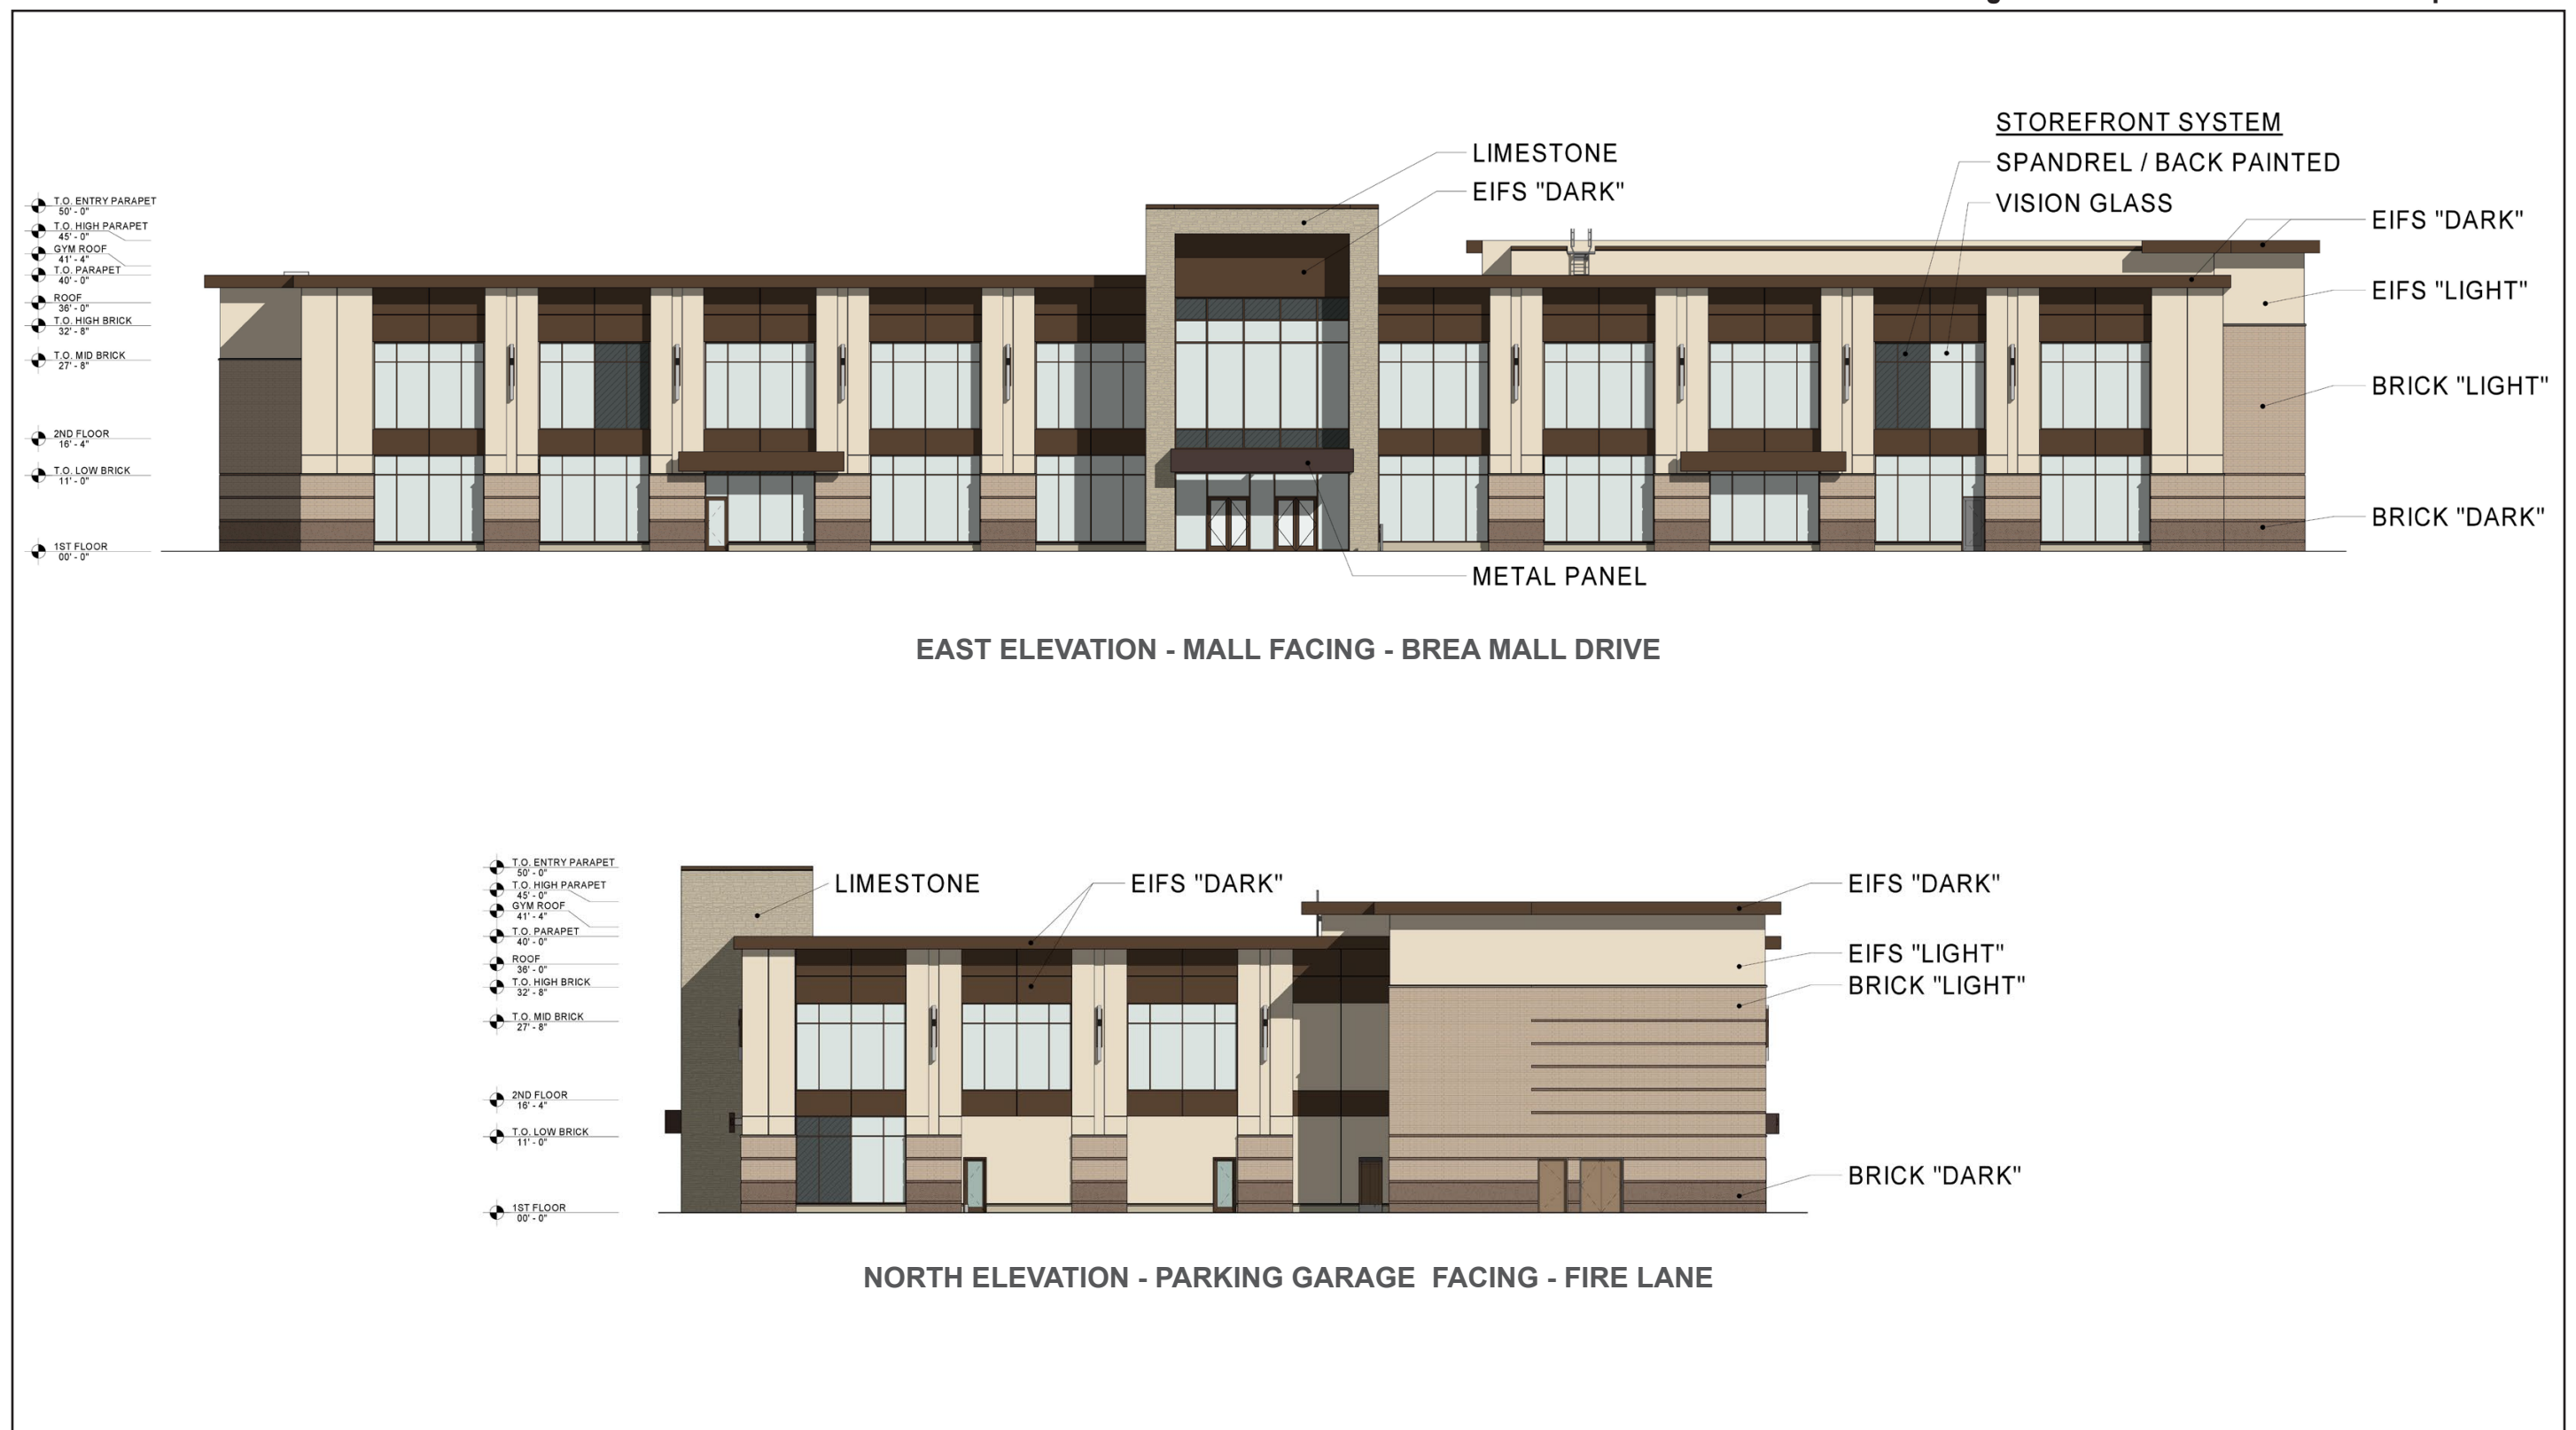 LIMESTONE
EIFS "DARK"
STOREFRONT SYSTEM
SPANDREL / BACK PAINTED
VISION GLASS
EIFS "DARK"
EIFS "LIGHT"
BRICK "LIGHT"
BRICK "DARK"
METAL PANEL
T.O. ENTRY PARAPET
50' - 0"
T.O. HIGH PARAPET
45' - 0"
GYM ROOF
41' - 4"
T.O. PARAPET
40' - 0"
ROOF
36' - 0"
T.O. HIGH BRICK
32' - 8"
T.O. MID BRICK
27' - 8"
2ND FLOOR
16' - 4"
T.O. LOW BRICK
11' - 0"
1ST FLOOR
00' - 0"
EAST ELEVATION - MALL FACING - BREA MALL DRIVE
T.O. ENTRY PARAPET
50' - 0"
T.O. HIGH PARAPET
45' - 0"
GYM ROOF
41' - 4"
T.O. PARAPET
40' - 0"
ROOF
36' - 0"
T.O. HIGH BRICK
32' - 8"
T.O. MID BRICK
27' - 8"
2ND FLOOR
16' - 4"
T.O. LOW BRICK
11' - 0"
1ST FLOOR
00' - 0"
LIMESTONE
EIFS "DARK"
EIFS "DARK"
EIFS "LIGHT"
BRICK "LIGHT"
BRICK "DARK"
NORTH ELEVATION - PARKING GARAGE  FACING - FIRE LANE